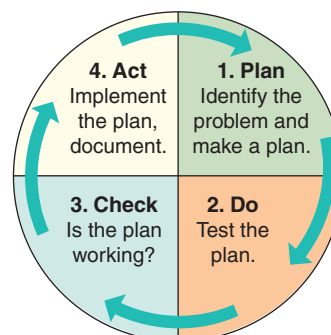 1. Plan
Identify the
problem and
make a plan.
2. Do
Test the
plan.
3. Check
Is the plan
working?
4. Act
Implement
the plan,
document.